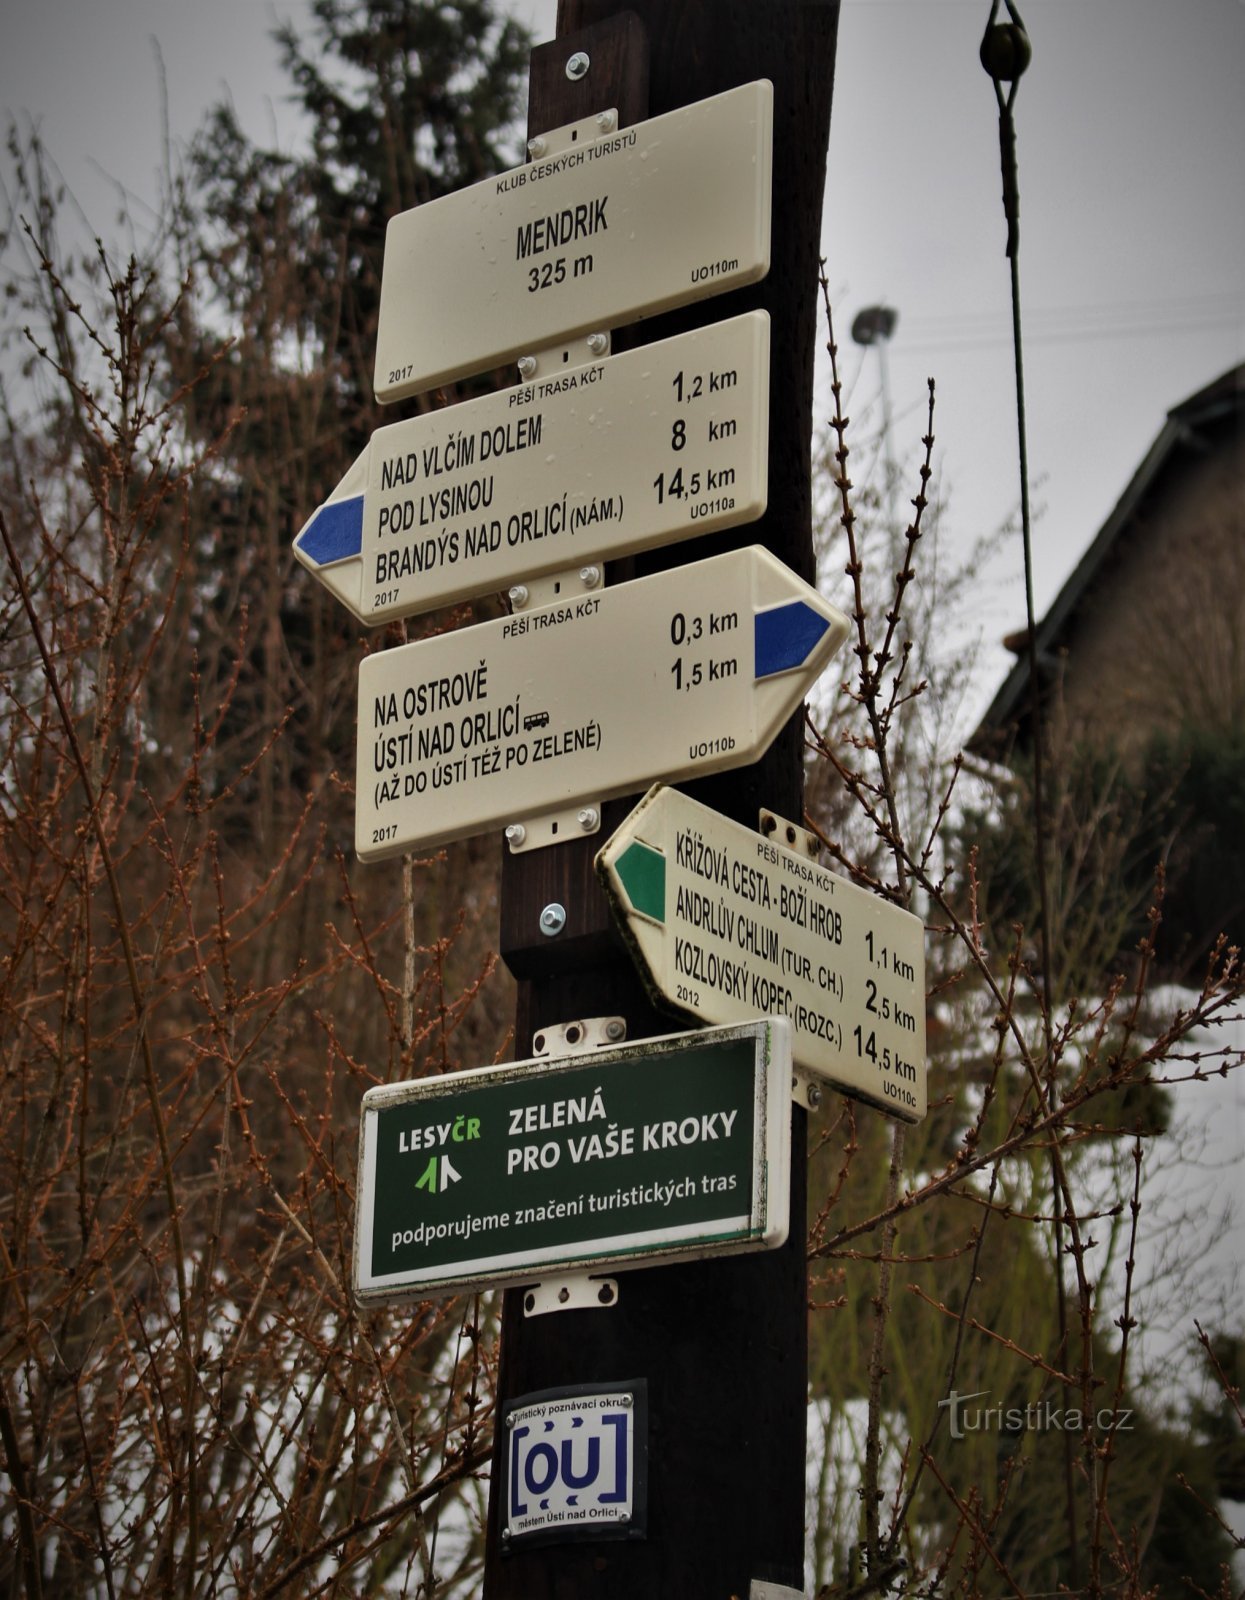 KLUB ČESKÝCH TURISTŮ
MENDRIK
325 m
UO110m
2017
PĚŠÍ TRASA KČT
NAD VLČÍM DOLEM 1,2 km
POD LYSINOU 8 km
BRANDÝS NAD ORLICÍ (NÁM.) 14,5 km
UO110a
2017
PĚŠÍ TRASA KČT
NA OSTROVĚ 0,3 km
ÚSTÍ NAD ORLICÍ 1,5 km
(AŽ DO ÚSTÍ TÉŽ PO ZELENÉ)
UO110b
2017
PĚŠÍ TRASA KČT
KŘÍŽOVÁ CESTA - BOŽÍ HROB 1,1 km
ANDRLŮV CHLUM (TUR. CH.) 2,5 km
KOZLOVSKÝ KOPEC (ROZC.) 14,5 km
2012
UO110c
LESY ČR
ZELENÁ
PRO VAŠE KROKY
podporujeme značení turistických tras
Turistický poznávací okruh
OU
městem Ústí nad Orlicí
Turistika.cz